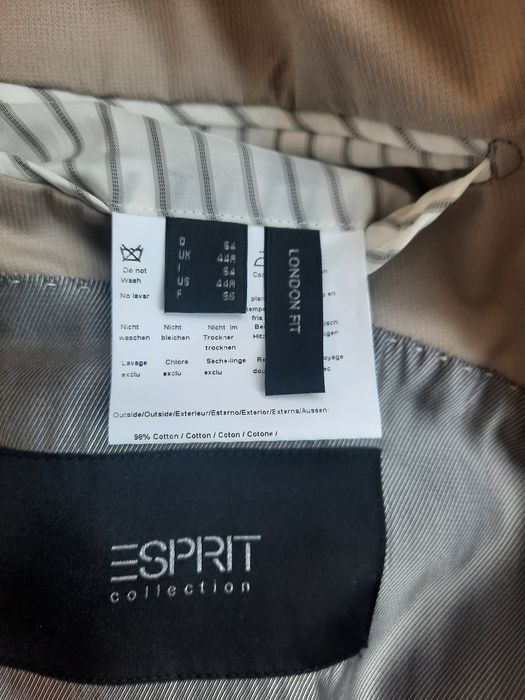 D 54
UK 44R
I 54
US 44R
F 56
LONDON FIT
Do not
Wash
No lavar
Nicht
waschen
Nicht
bleichen
Nicht im
Trockner
trocknen
Lavage
exclu
Chlore
exclu
Sèche-linge
exclu
Outside/Outside/Exterieur/Esterno/Exterior/Externa/Aussen:
98% Cotton / Cotton / Coton / Cotone /
ESPRIT
collection